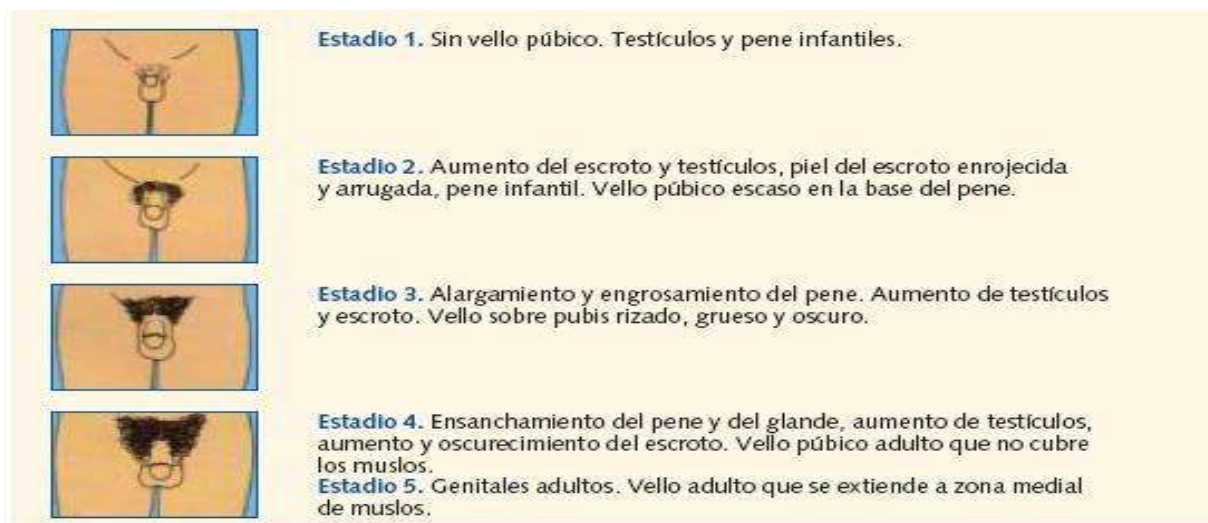 Estadio 1. Sin vello púbico. Testículos y pene infantiles.
Estadio 2. Aumento del escroto y testículos, piel del escroto enrojecida
y arrugada, pene infantil. Vello púbico escaso en la base del pene.
Estadio 3. Alargamiento y engrosamiento del pene. Aumento de testículos
y escroto. Vello sobre pubis rizado, grueso y oscuro.
Estadio 4. Ensanchamiento del pene y del glande, aumento de testículos,
aumento y oscurecimiento del escroto. Vello púbico adulto que no cubre
los muslos.
Estadio 5. Genitales adultos. Vello adulto que se extiende a zona medial
de muslos.